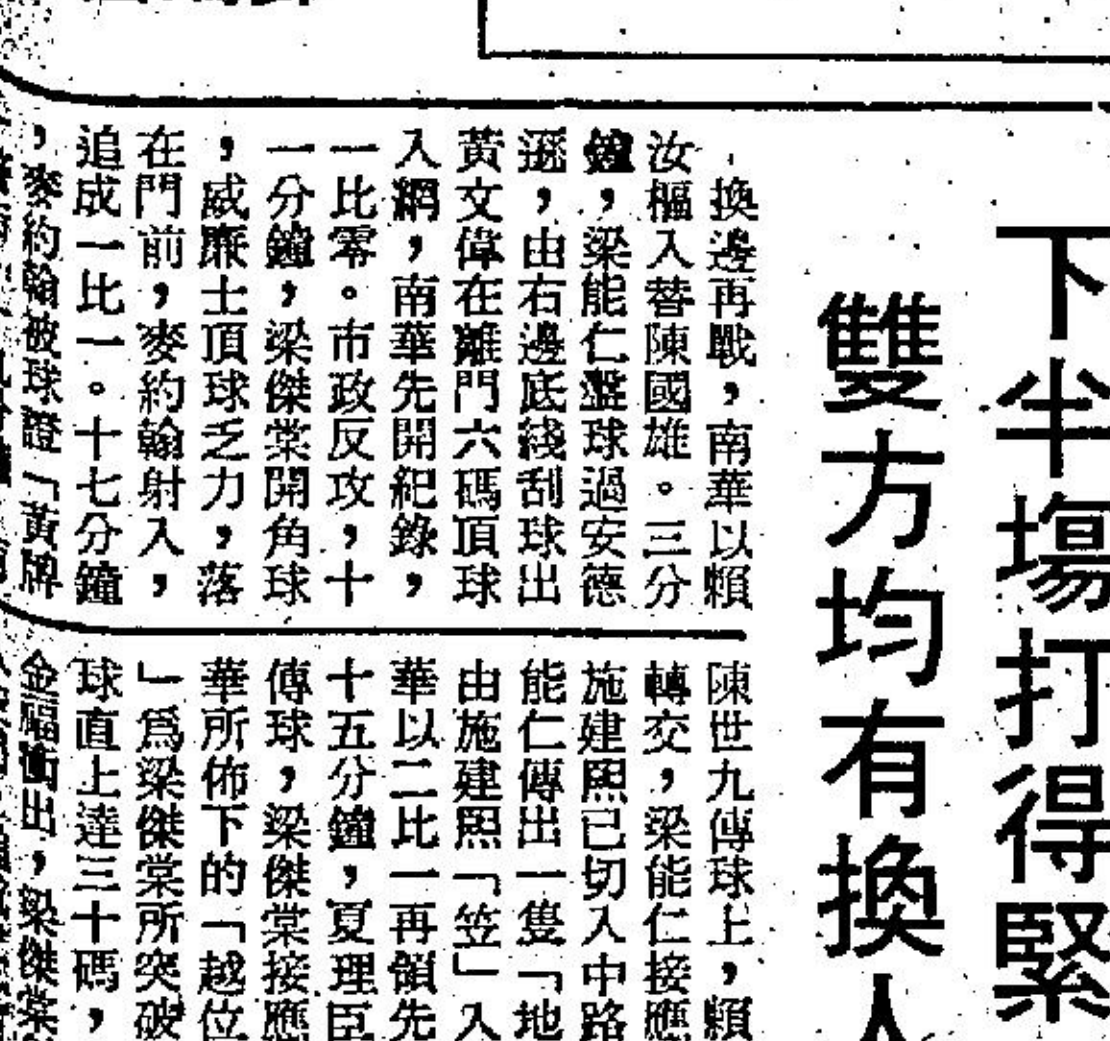 下半場打得緊
雙方均有換人
換邊再戰，南華以賴
汝樞入替陳國雄。三分
鐘，梁能仁盤球過安德
遜，由右邊底綫刮球出
黃文偉在離門六碼頂球
入網，南華先開紀錄，
一比零。市政反攻，十
一分鐘，梁傑棠開角球
，威廉士頂球乏力，落
在門前，麥約翰射入，
追成一比一。十七分鐘
，麥約翰被球證「黃牌
陳世九傳球上，賴
轉交，梁能仁接應
施建熙已切入中路
能仁傳出一隻「地
由施建熙「笠」入
華以二比一再領先
十五分鐘，夏理臣
傳球，梁傑棠接應
華所佈下的「越位
」爲梁傑棠所突破
球直上達三十碼，
金福衝出，梁傑棠